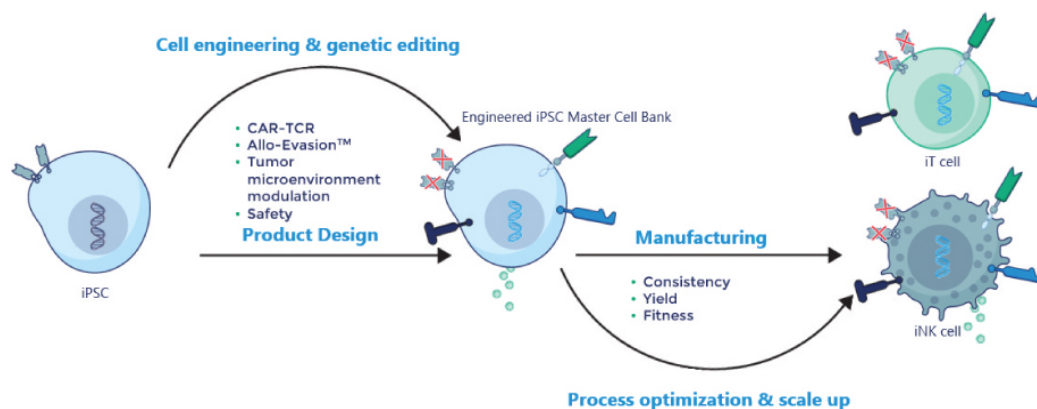 Cell engineering & genetic editing
Engineered iPSC Master Cell Bank
• CAR-TCR
• Allo-Evasion™
• Tumor
microenvironment
modulation
• Safety
Product Design
iPSC
Manufacturing
• Consistency
• Yield
• Fitness
iT cell
iNK cell
Process optimization & scale up